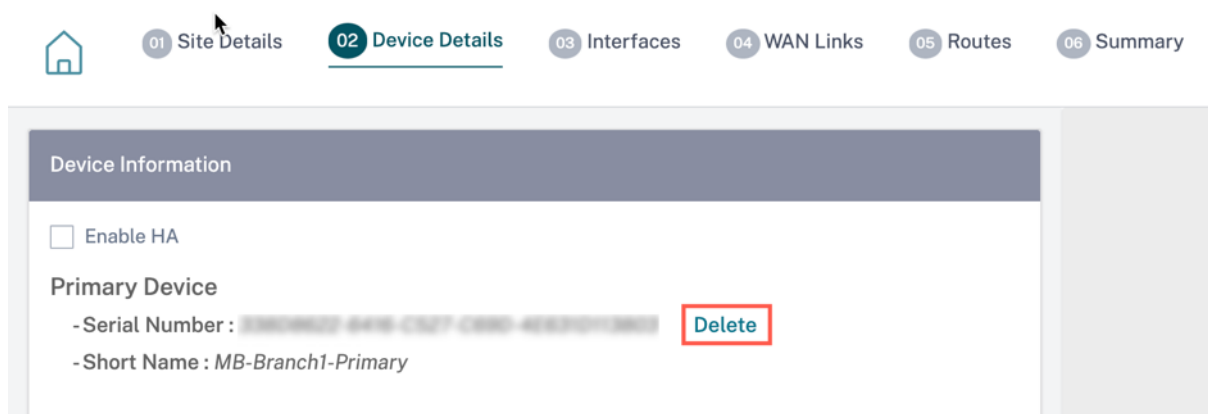 01 Site Details 02 Device Details 03 Interfaces 04 WAN Links 05 Routes 06 Summary
Device Information
Enable HA
Primary Device
- Serial Number : Delete
- Short Name : MB-Branch1-Primary